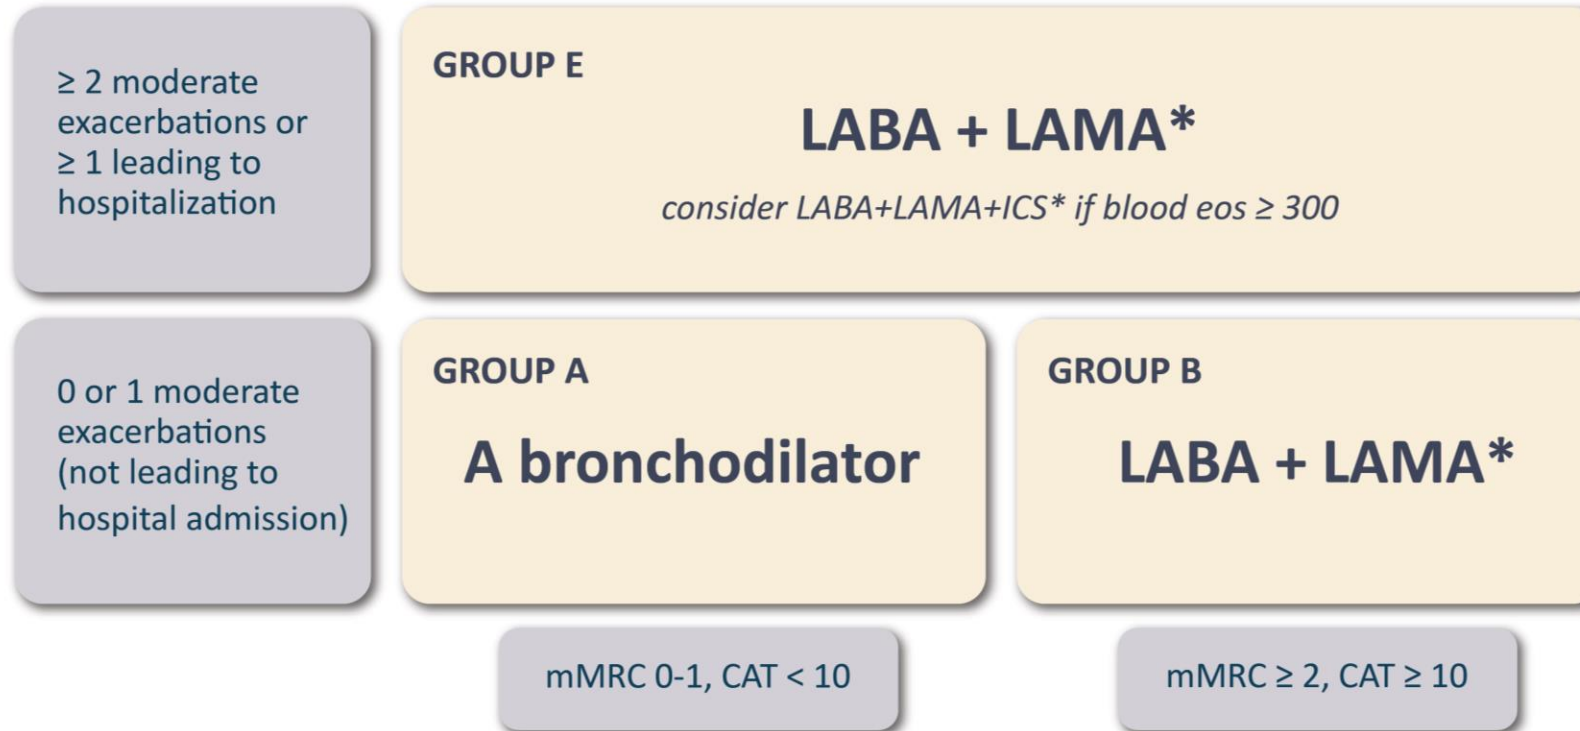 ≥ 2 moderate
exacerbations or
≥ 1 leading to
hospitalization
GROUP E
LABA + LAMA*
consider LABA+LAMA+ICS* if blood eos ≥ 300
0 or 1 moderate
exacerbations
(not leading to
hospital admission)
GROUP A
A bronchodilator
GROUP B
LABA + LAMA*
mMRC 0-1, CAT < 10
mMRC ≥ 2, CAT ≥ 10